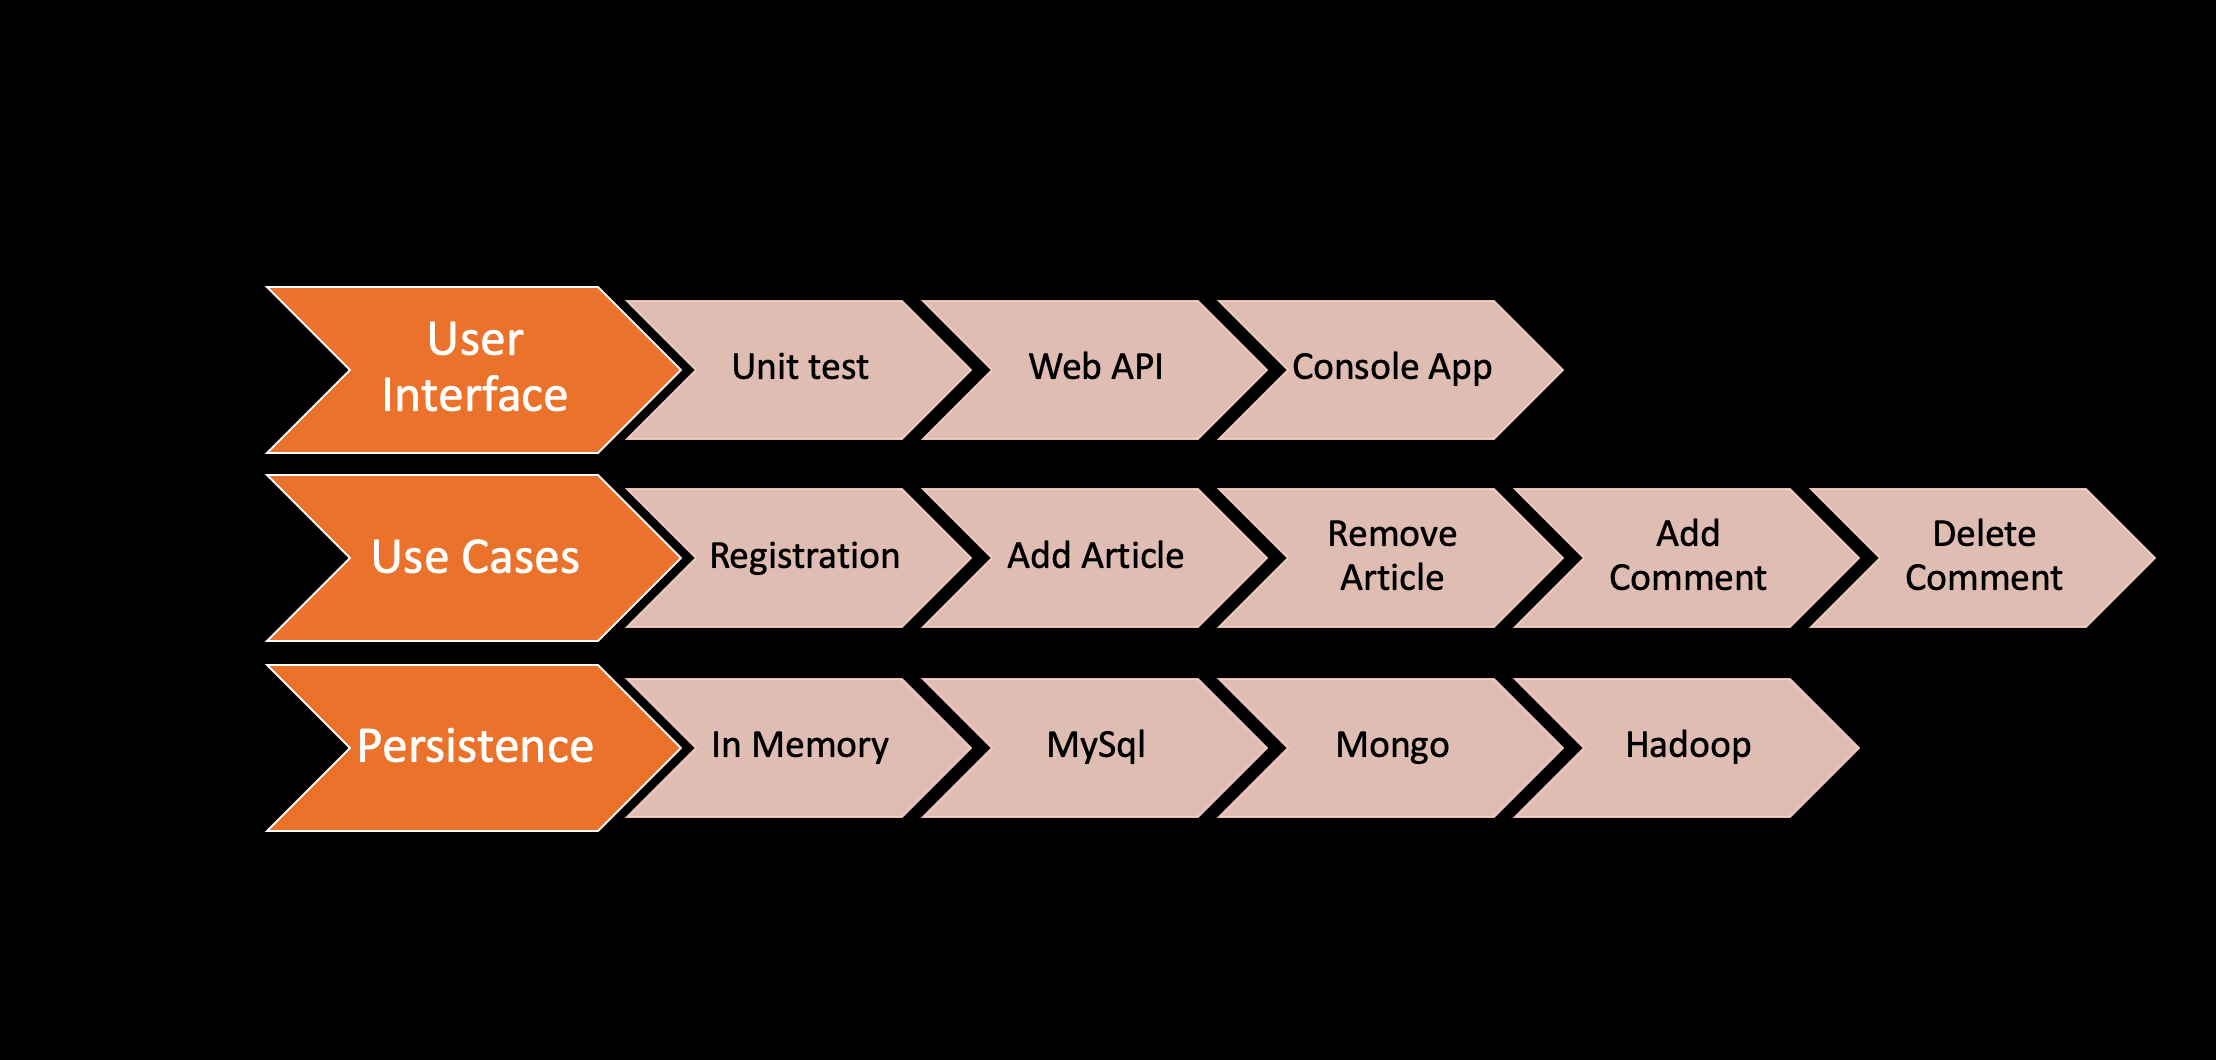 User
Interface
Unit test
Web API
Console App
Use Cases
Registration
Add Article
Remove
Article
Add
Comment
Delete
Comment
Persistence
In Memory
MySql
Mongo
Hadoop